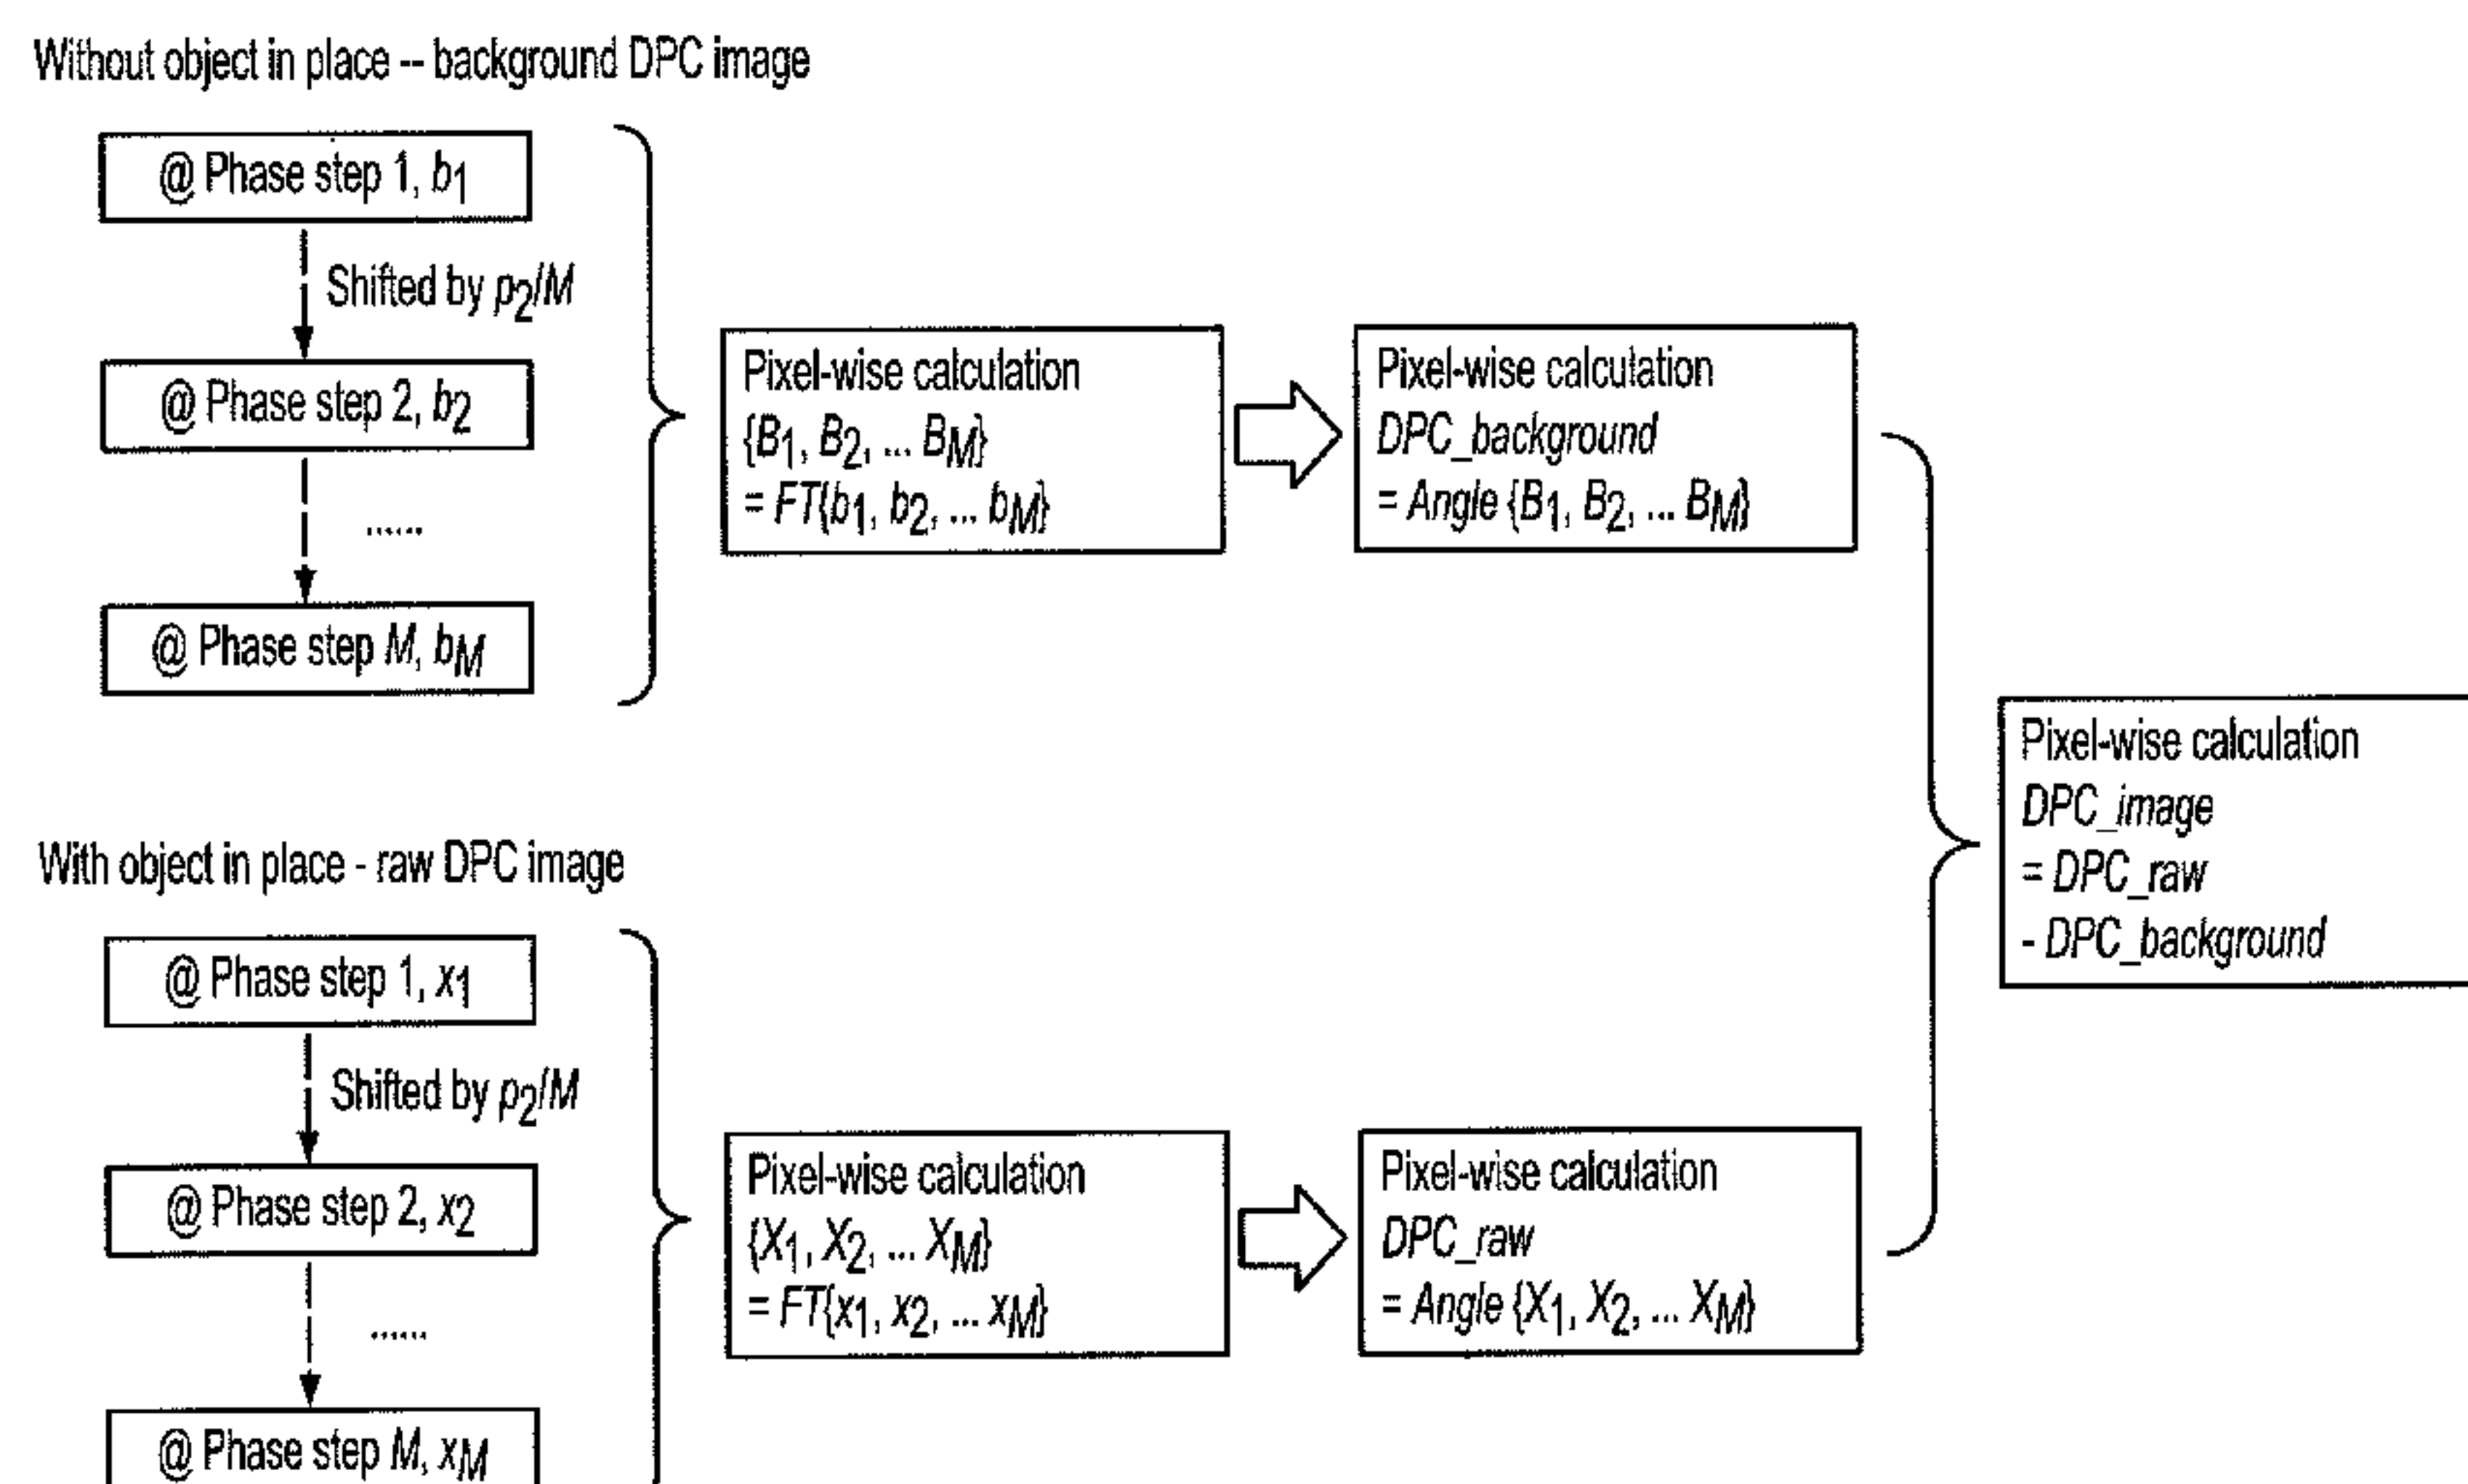 Without object in place -- background DPC image
@ Phase step 1, b1
Shifted by p2/M
@ Phase step 2, b2
......
@ Phase step M, bM
Pixel-wise calculation
{B1, B2, ... BM}
= FT{b1, b2, ... bM}
Pixel-wise calculation
DPC_background
= Angle {B1, B2, ... BM}
With object in place - raw DPC image
@ Phase step 1, x1
Shifted by p2/M
@ Phase step 2, x2
......
@ Phase step M, xM
Pixel-wise calculation
{X1, X2, ... XM}
= FT{x1, x2, ... xM}
Pixel-wise calculation
DPC_raw
= Angle {X1, X2, ... XM}
Pixel-wise calculation
DPC_image
= DPC_raw
- DPC_background